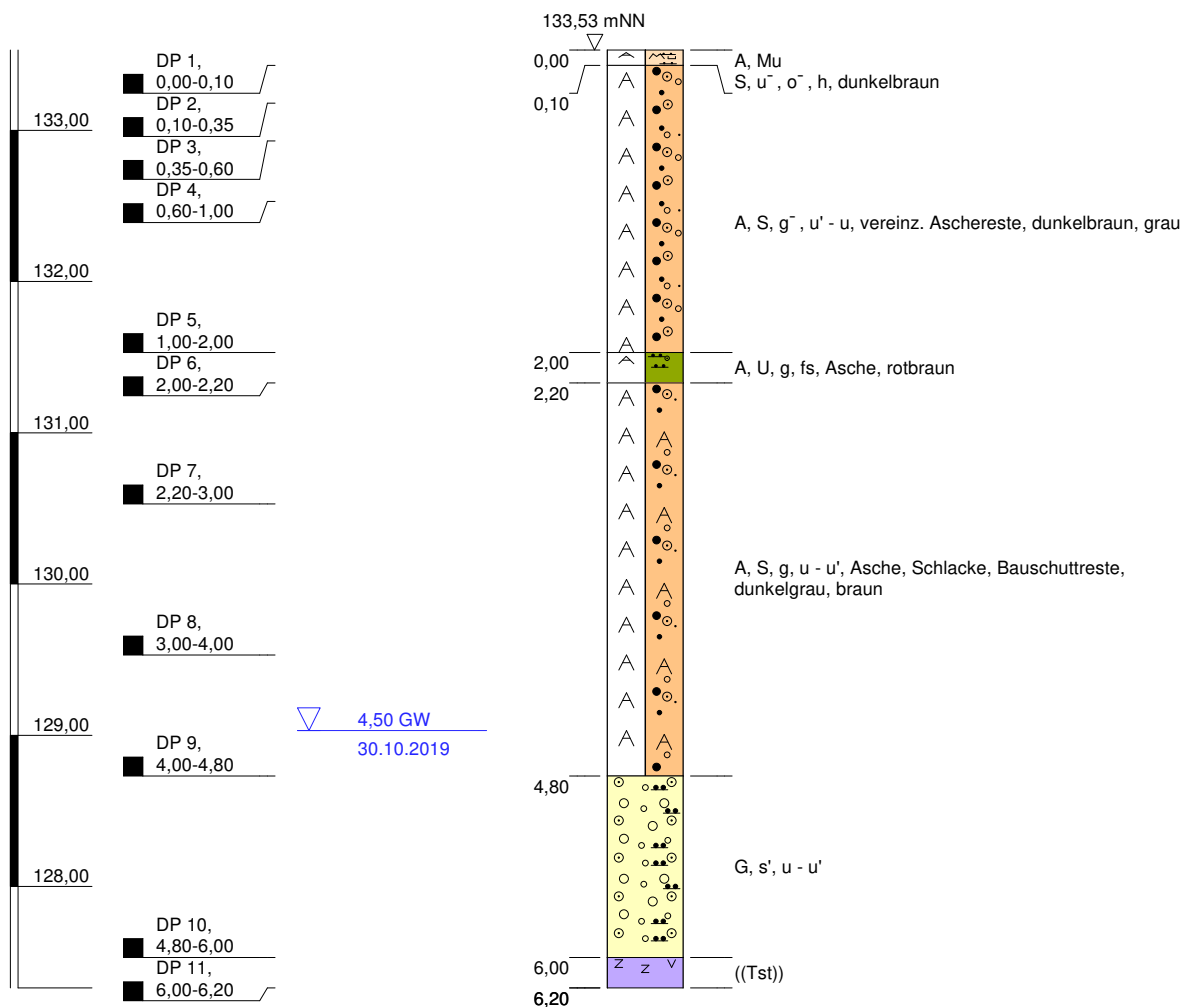 133,53 mNN
DP 1,
0,00-0,10
DP 2,
0,10-0,35
DP 3,
0,35-0,60
DP 4,
0,60-1,00
DP 5,
1,00-2,00
DP 6,
2,00-2,20
DP 7,
2,20-3,00
DP 8,
3,00-4,00
DP 9,
4,00-4,80
DP 10,
4,80-6,00
DP 11,
6,00-6,20
133,00
132,00
131,00
130,00
129,00
128,00
4,50 GW
30.10.2019
0,00
0,10
2,00
2,20
4,80
6,00
6,20
A, Mu
S, u¯, o¯, h, dunkelbraun
A, S, g¯, u' - u, vereinz. Aschereste, dunkelbraun, grau
A, U, g, fs, Asche, rotbraun
A, S, g, u - u', Asche, Schlacke, Bauschuttreste,
dunkelgrau, braun
G, s', u - u'
((Tst))